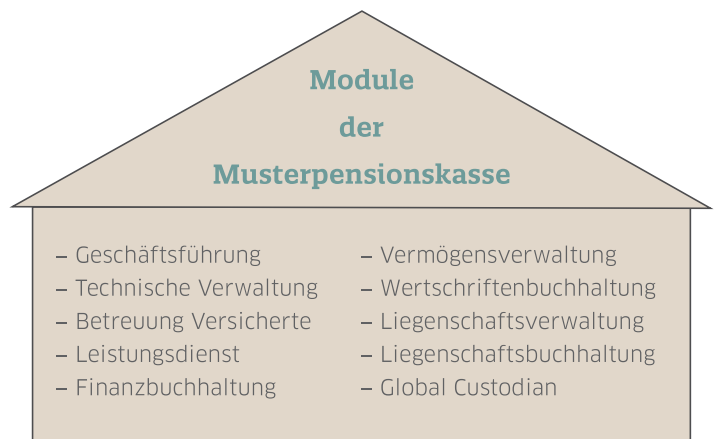 Module
der
Musterpensionskasse
– Geschäftsführung
– Technische Verwaltung
– Betreuung Versicherte
– Leistungsdienst
– Finanzbuchhaltung
– Vermögensverwaltung
– Wertschriftenbuchhaltung
– Liegenschaftsverwaltung
– Liegenschaftsbuchhaltung
– Global Custodian